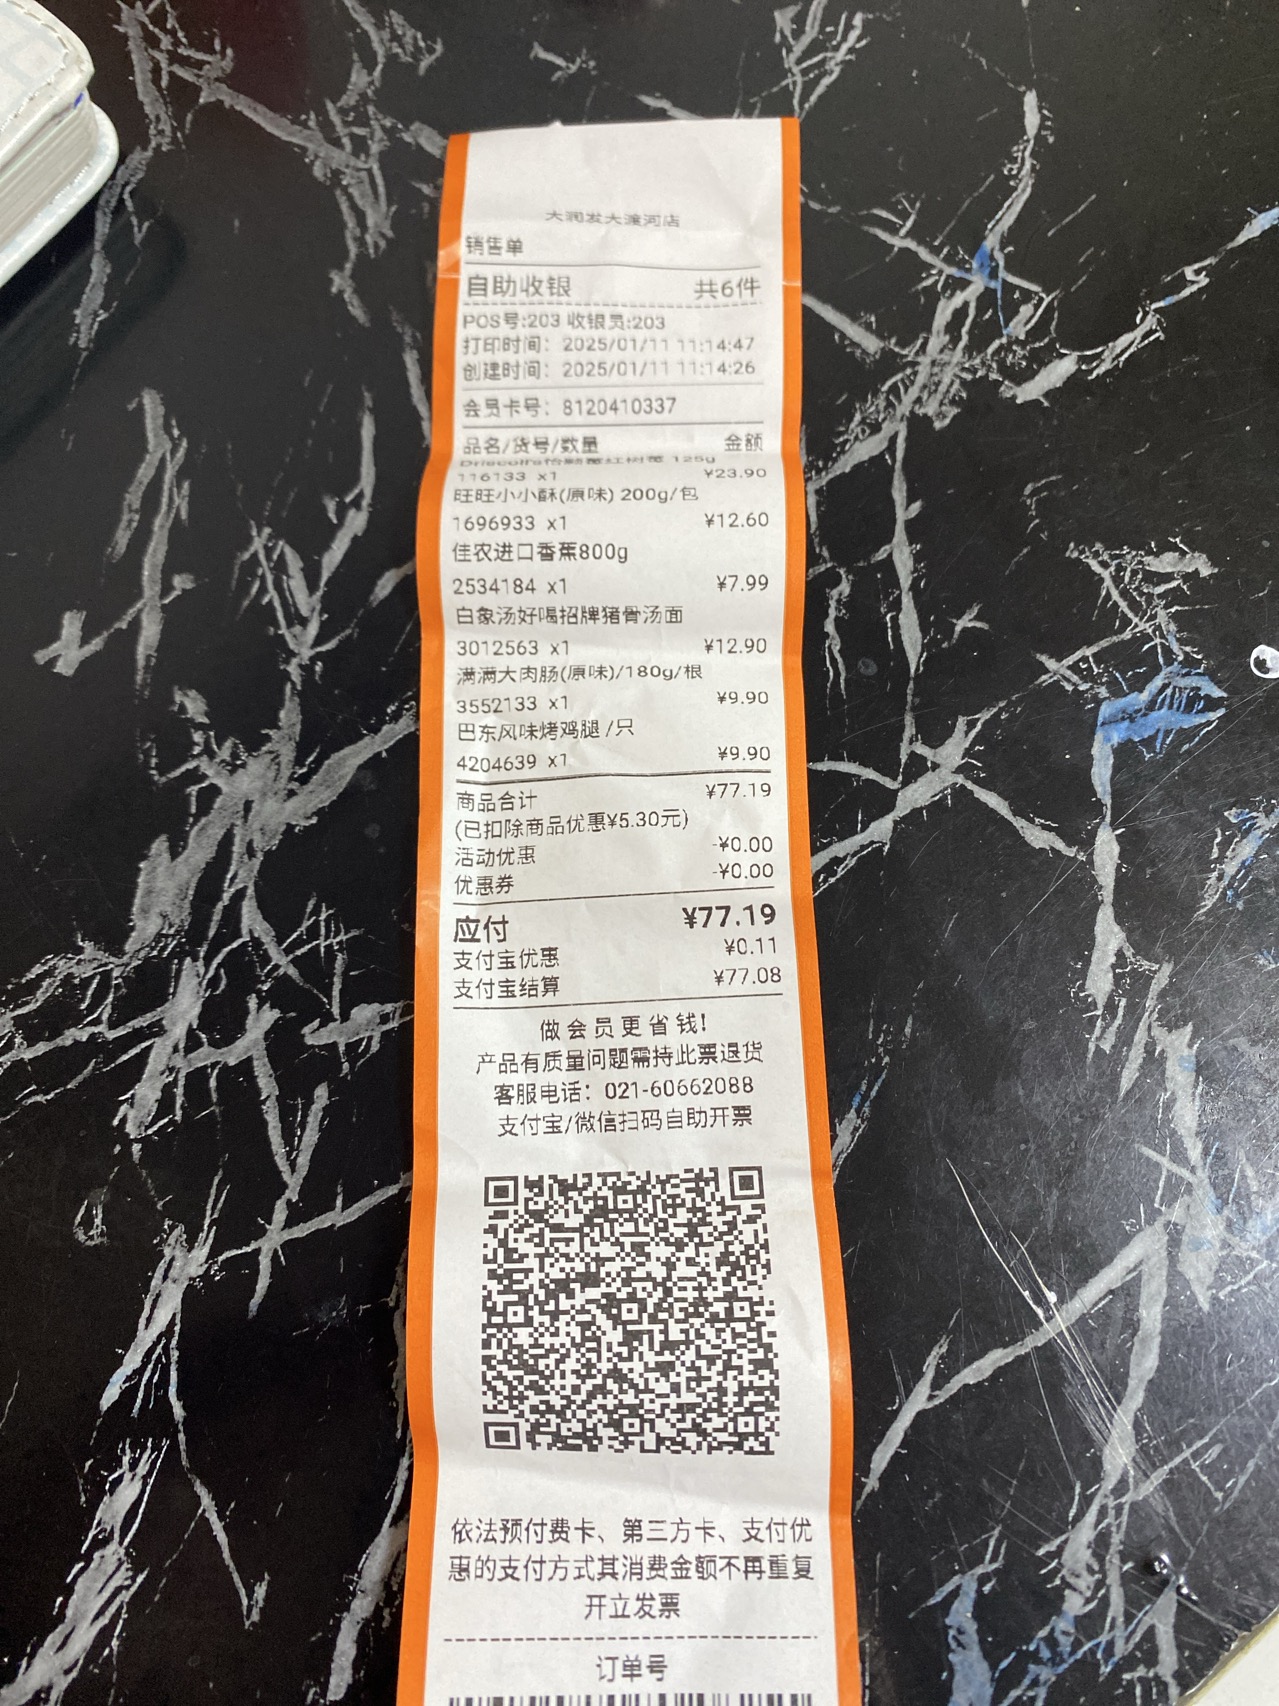 大润发大渡河店
销售单
自助收银 共6件
POS号:203 收银员:203
打印时间: 2025/01/11 11:14:47
创建时间: 2025/01/11 11:14:26
会员卡号: 8120410337
品名/货号/数量 金额
125g
116133 x1 ¥23.90
旺旺小小酥(原味) 200g/包
1696933 x1 ¥12.60
佳农进口香蕉800g
2534184 x1 ¥7.99
白象汤好喝招牌猪骨汤面
3012563 x1 ¥12.90
满满大肉肠(原味)/180g/根
3552133 x1 ¥9.90
巴东风味烤鸡腿 /只
4204639 x1 ¥9.90
商品合计 ¥77.19
(已扣除商品优惠¥5.30元)
活动优惠 -¥0.00
优惠券 -¥0.00
应付 ¥77.19
支付宝优惠 ¥0.11
支付宝结算 ¥77.08
做会员更省钱!
产品有质量问题需持此票退货
客服电话: 021-60662088
支付宝/微信扫码自助开票
依法预付费卡、第三方卡、支付优
惠的支付方式其消费金额不再重复
开立发票
订单号